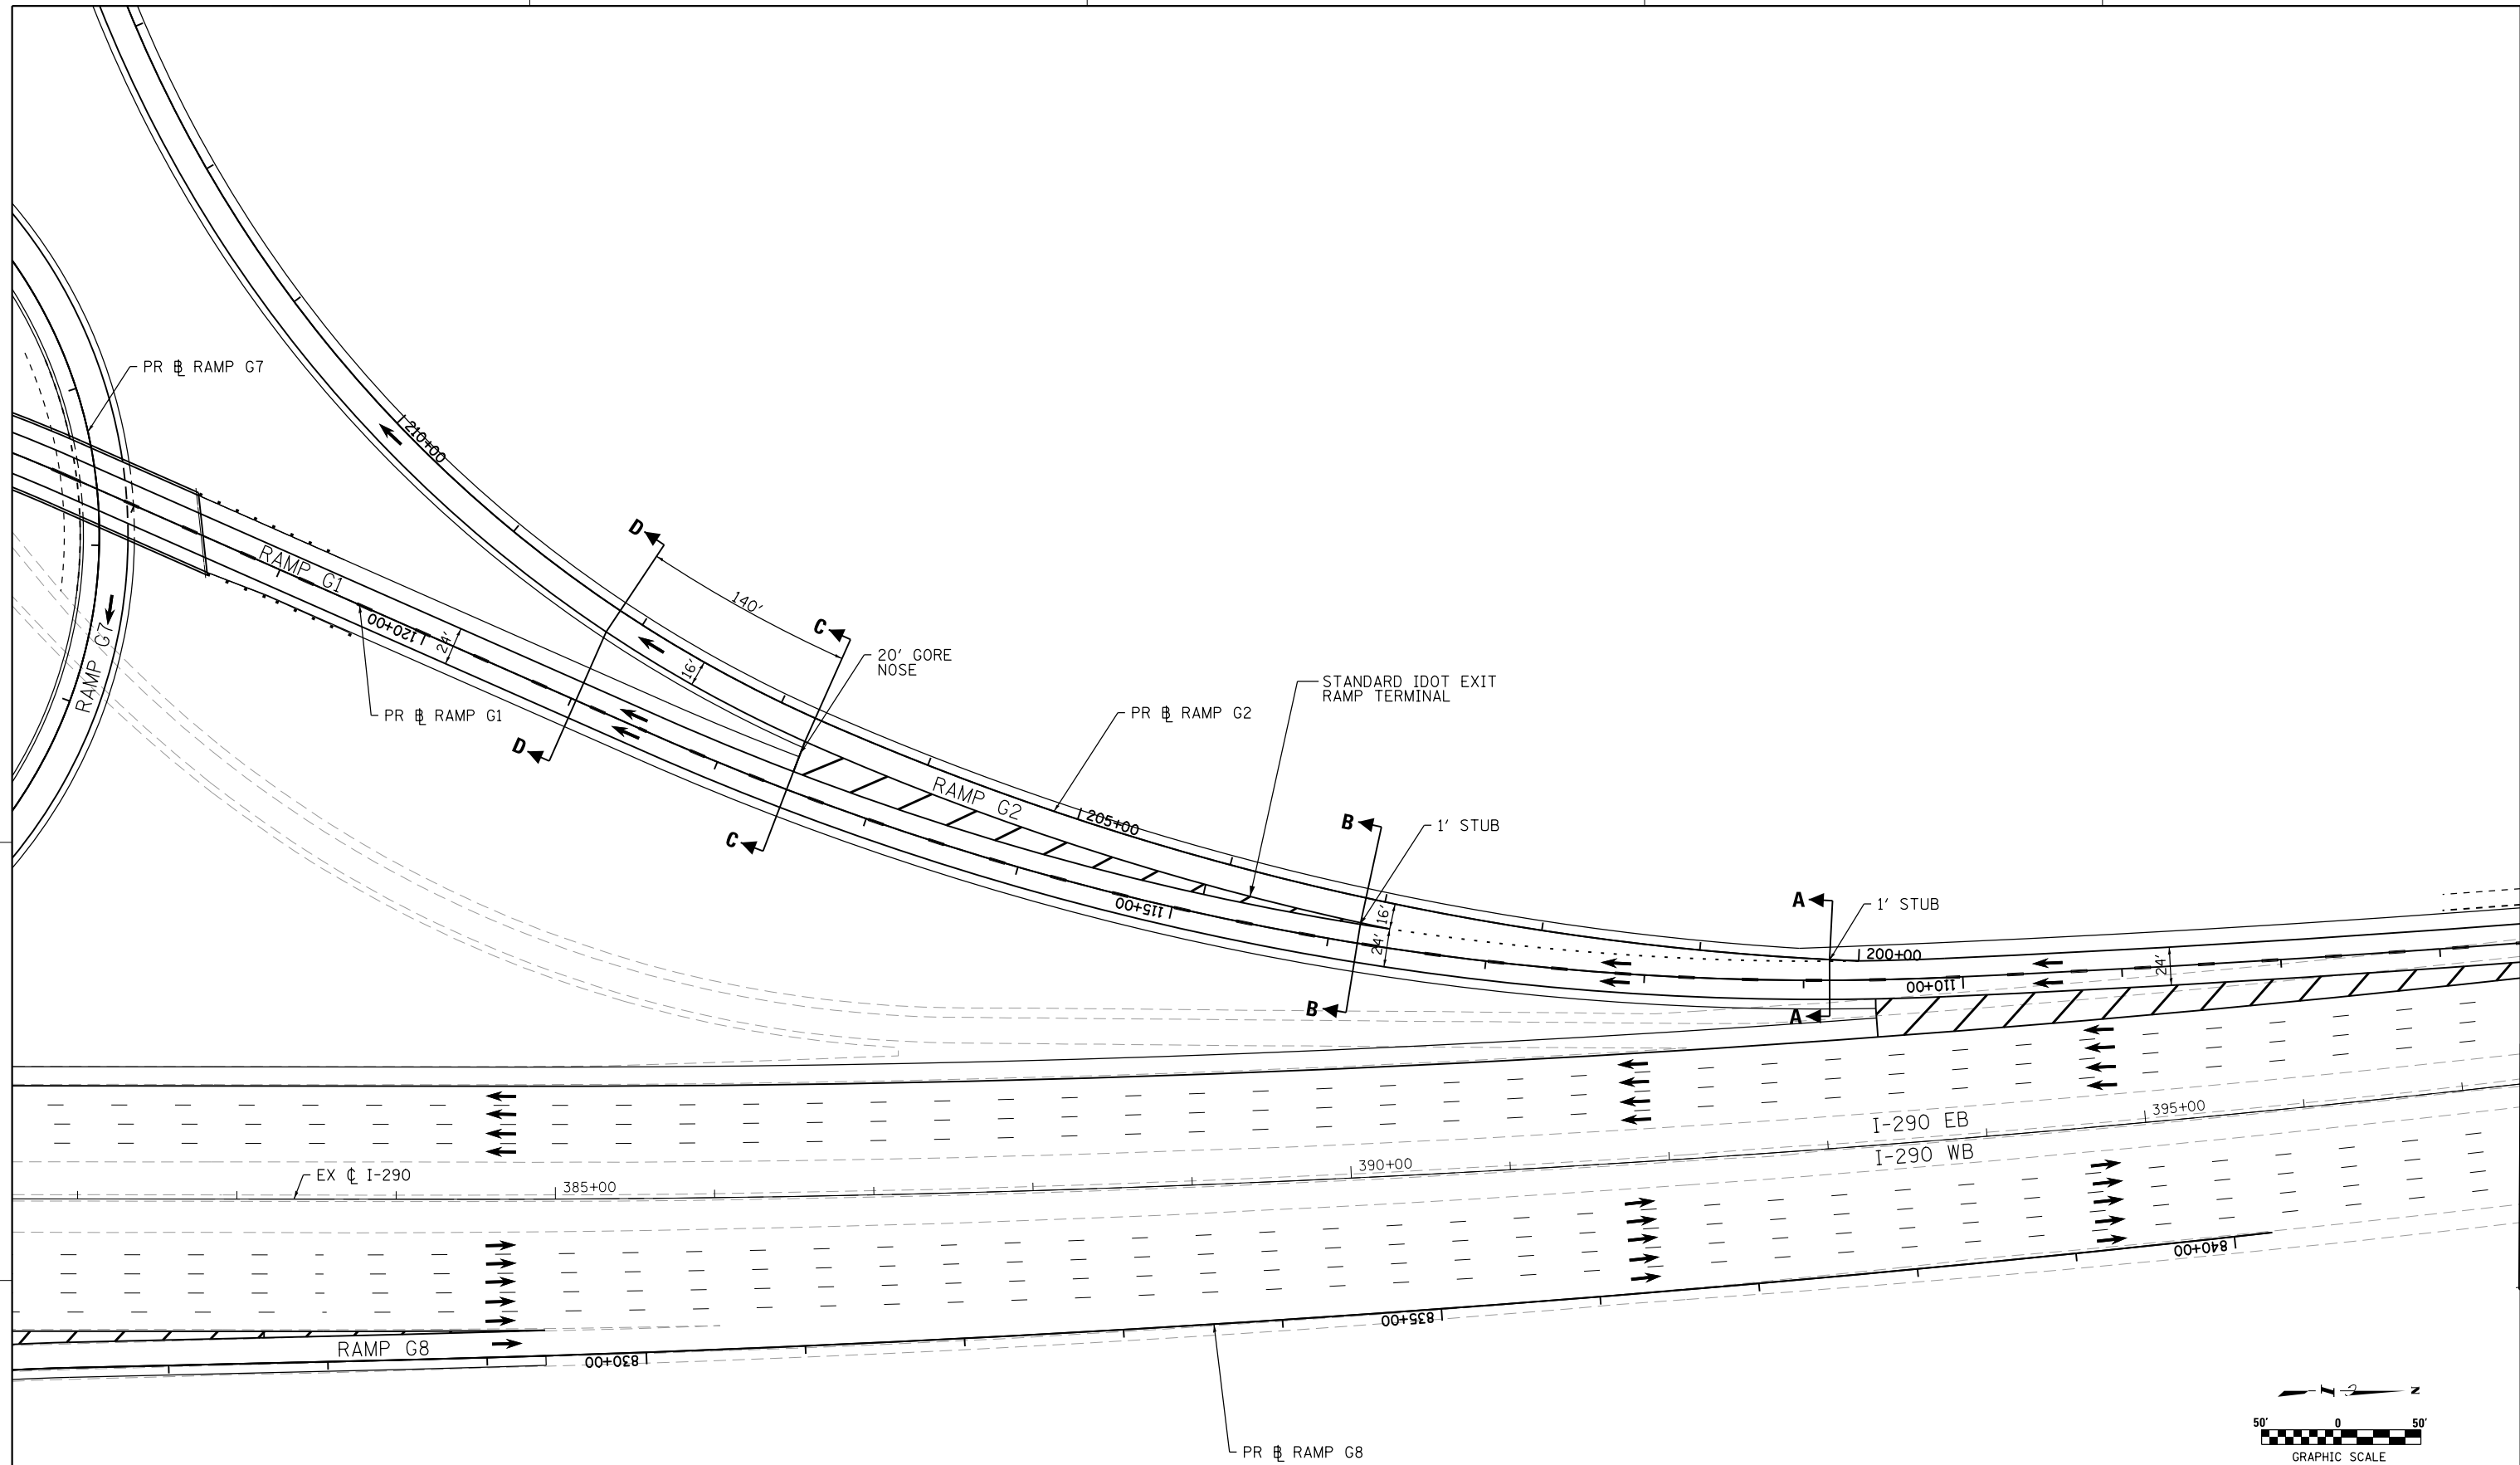 PR ⅊ RAMP G7
210+00
D
140'
C
RAMP G1
20' GORE
NOSE
120+00
24'
16'
RAMP G7
PR ⅊ RAMP G1
STANDARD IDOT EXIT
RAMP TERMINAL
PR ⅊ RAMP G2
D
RAMP G2
205+00
B
1' STUB
C
A
1' STUB
115+00
16'
24'
200+00
24'
110+00
B
A
395+00
I-290 EB
I-290 WB
390+00
EX ℄ I-290
385+00
840+00
835+00
RAMP G8
830+00
N
PR ⅊ RAMP G8
50' 0 50'
GRAPHIC SCALE